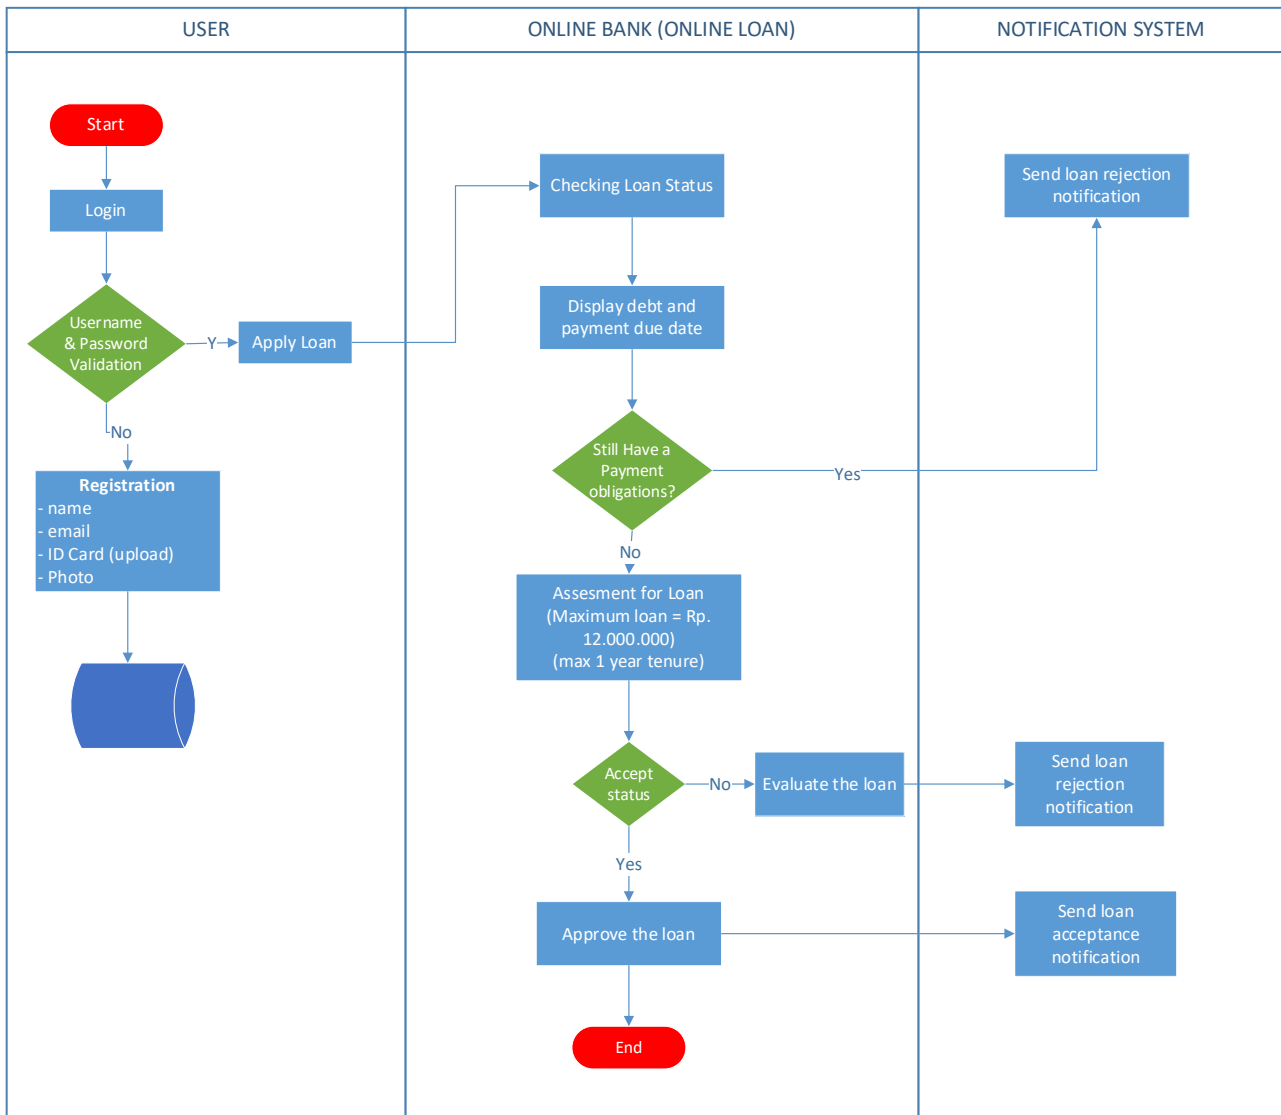 USER
ONLINE BANK (ONLINE LOAN)
NOTIFICATION SYSTEM
Start
Login
Username
& Password
Validation
Y
Apply Loan
No
Registration
- name
- email
- ID Card (upload)
- Photo
Checking Loan Status
Display debt and
payment due date
Still Have a
Payment
obligations?
Yes
No
Assesment for Loan
(Maximum loan = Rp.
12.000.000)
(max 1 year tenure)
Accept
status
No
Evaluate the loan
Yes
Approve the loan
End
Send loan rejection
notification
Send loan
rejection
notification
Send loan
acceptance
notification